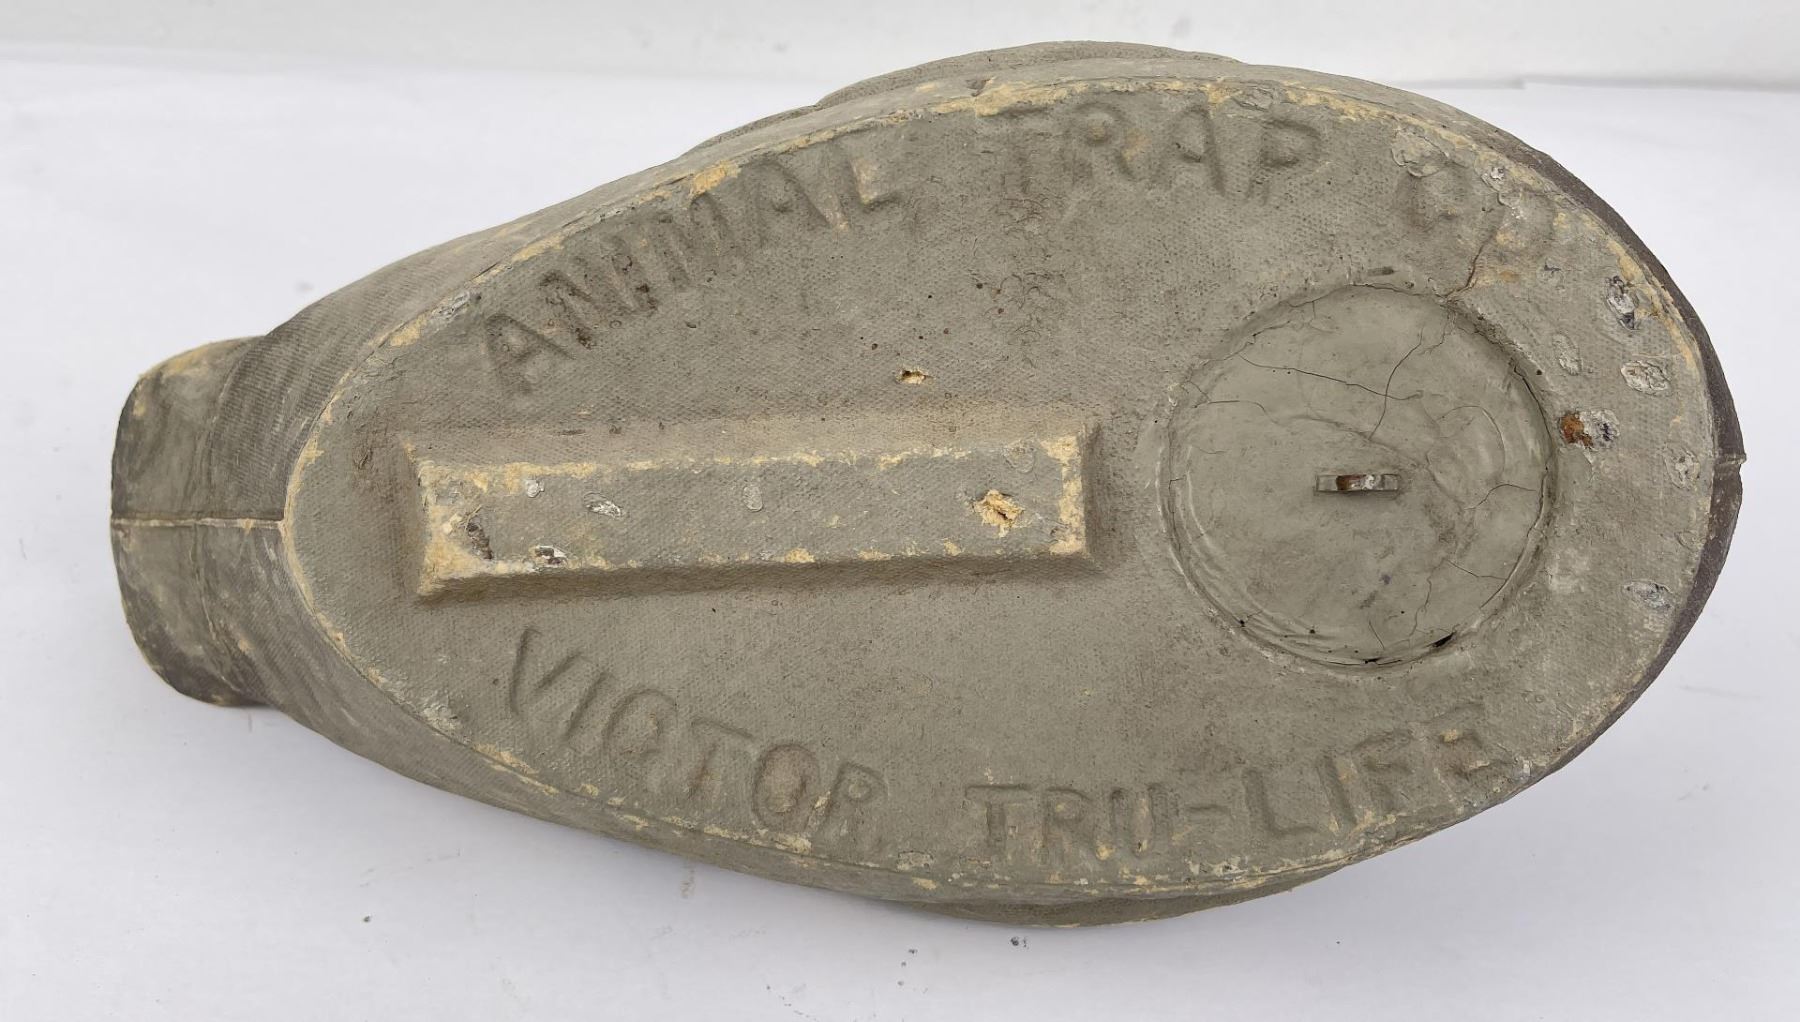 ANIMAL TRAP
VICTOR TRU-LIFE